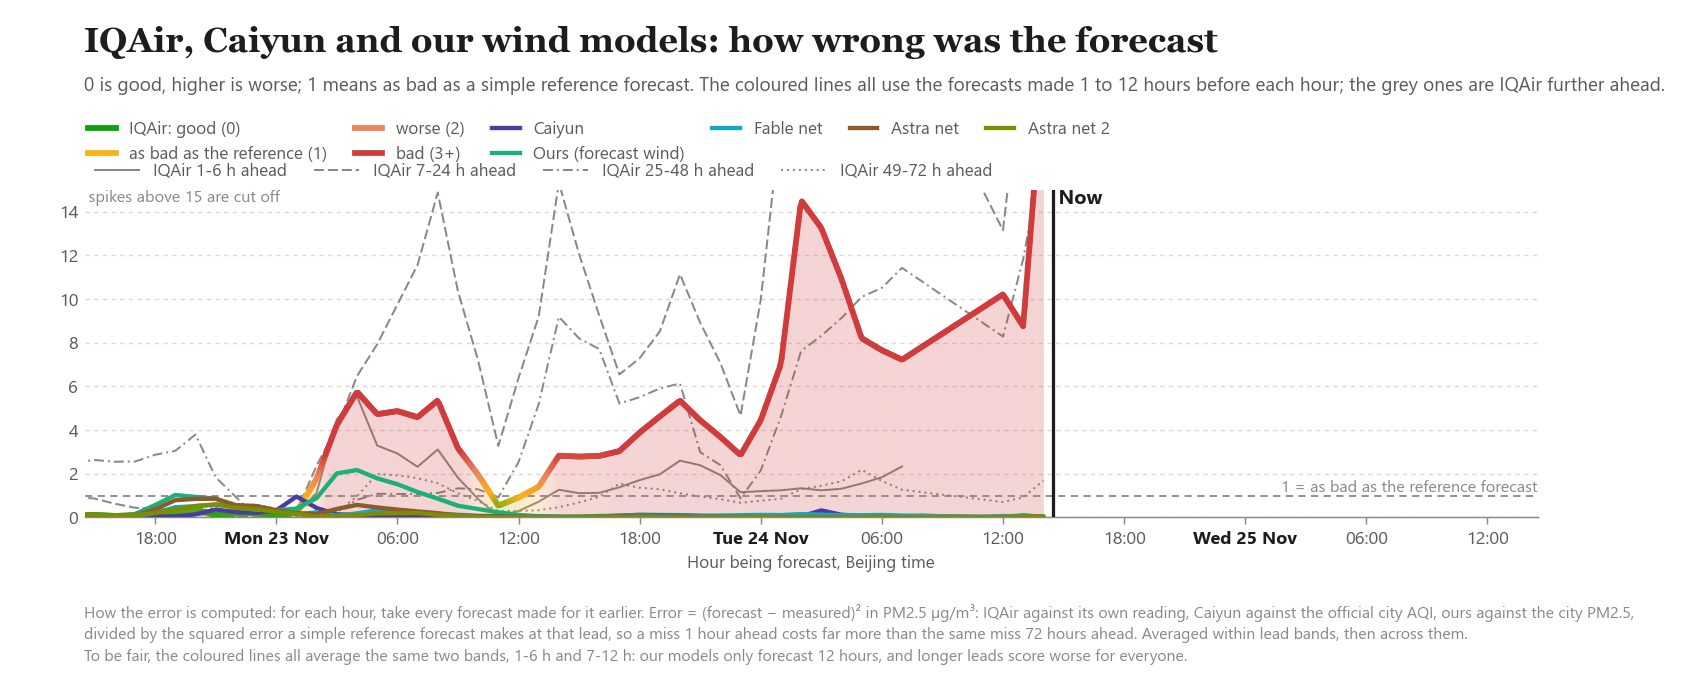 IQAir, Caiyun and our wind models: how wrong was the forecast
0 is good, higher is worse; 1 means as bad as a simple reference forecast. The coloured lines all use the forecasts made 1 to 12 hours before each hour; the grey ones are IQAir further ahead.
IQAir: good (0) worse (2) Caiyun Fable net Astra net Astra net 2
as bad as the reference (1) bad (3+) Ours (forecast wind)
IQAir 1-6 h ahead IQAir 7-24 h ahead IQAir 25-48 h ahead IQAir 49-72 h ahead
spikes above 15 are cut off
Now
14
12
10
8
6
4
2
1 = as bad as the reference forecast
0
18:00 Mon 23 Nov 06:00 12:00 18:00 Tue 24 Nov 06:00 12:00 18:00 Wed 25 Nov 06:00 12:00
Hour being forecast, Beijing time
How the error is computed: for each hour, take every forecast made for it earlier. Error = (forecast − measured)² in PM2.5 µg/m³: IQAir against its own reading, Caiyun against the official city AQI, ours against the city PM2.5,
divided by the squared error a simple reference forecast makes at that lead, so a miss 1 hour ahead costs far more than the same miss 72 hours ahead. Averaged within lead bands, then across them.
To be fair, the coloured lines all average the same two bands, 1-6 h and 7-12 h: our models only forecast 12 hours, and longer leads score worse for everyone.